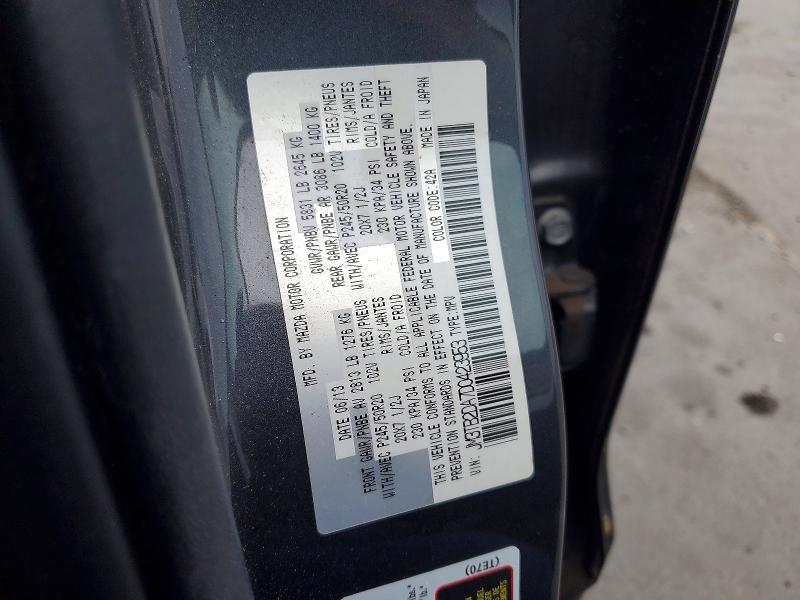 MFD. BY MAZDA MOTOR CORPORATION
DATE 06/13 GVWR/PNBV 5831 LB 2645 KG
FRONT GAWR/PNBE AV 2813 LB 1276 KG REAR GAWR/PNBE AR 3086 LB 1400 KG
WITH/AVEC P245/50R20 102V TIRES/PNEUS WITH/AVEC P245/50R20 102V TIRES/PNEUS
20X7 1/2J RIMS/JANTES 20X7 1/2J RIMS/JANTES
230 KPA/34 PSI COLD/A FROID 230 KPA/34 PSI COLD/A FROID
THIS VEHICLE CONFORMS TO ALL APPLICABLE FEDERAL MOTOR VEHICLE SAFETY AND THEFT
PREVENTION STANDARDS IN EFFECT ON THE DATE OF MANUFACTURE SHOWN ABOVE.
VIN: JM3TB2DA7D0423953 TYPE:MPV COLOR CODE:42A MADE IN JAPAN
(TE70)